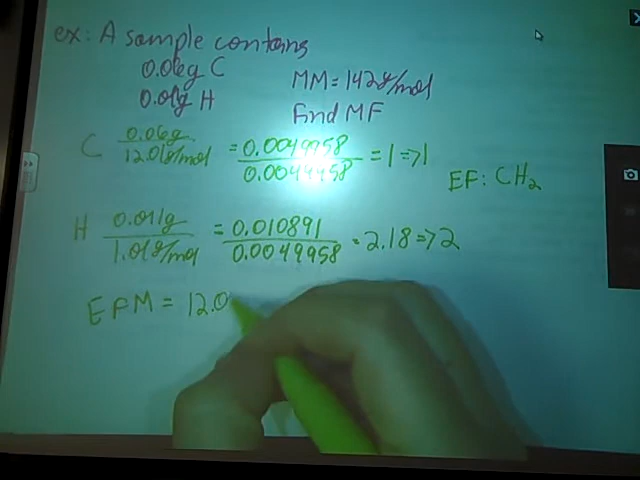 ex: A sample contains
0.06g C
0.011g H
MM = 142g/mol
Find MF
C 0.06g / 12.01g/mol = 0.0049958 / 0.0049958 = 1 => 1
EF: CH₂
H 0.011g / 1.01g/mol = 0.010891 / 0.0049958 = 2.18 => 2
EFM = 12.0